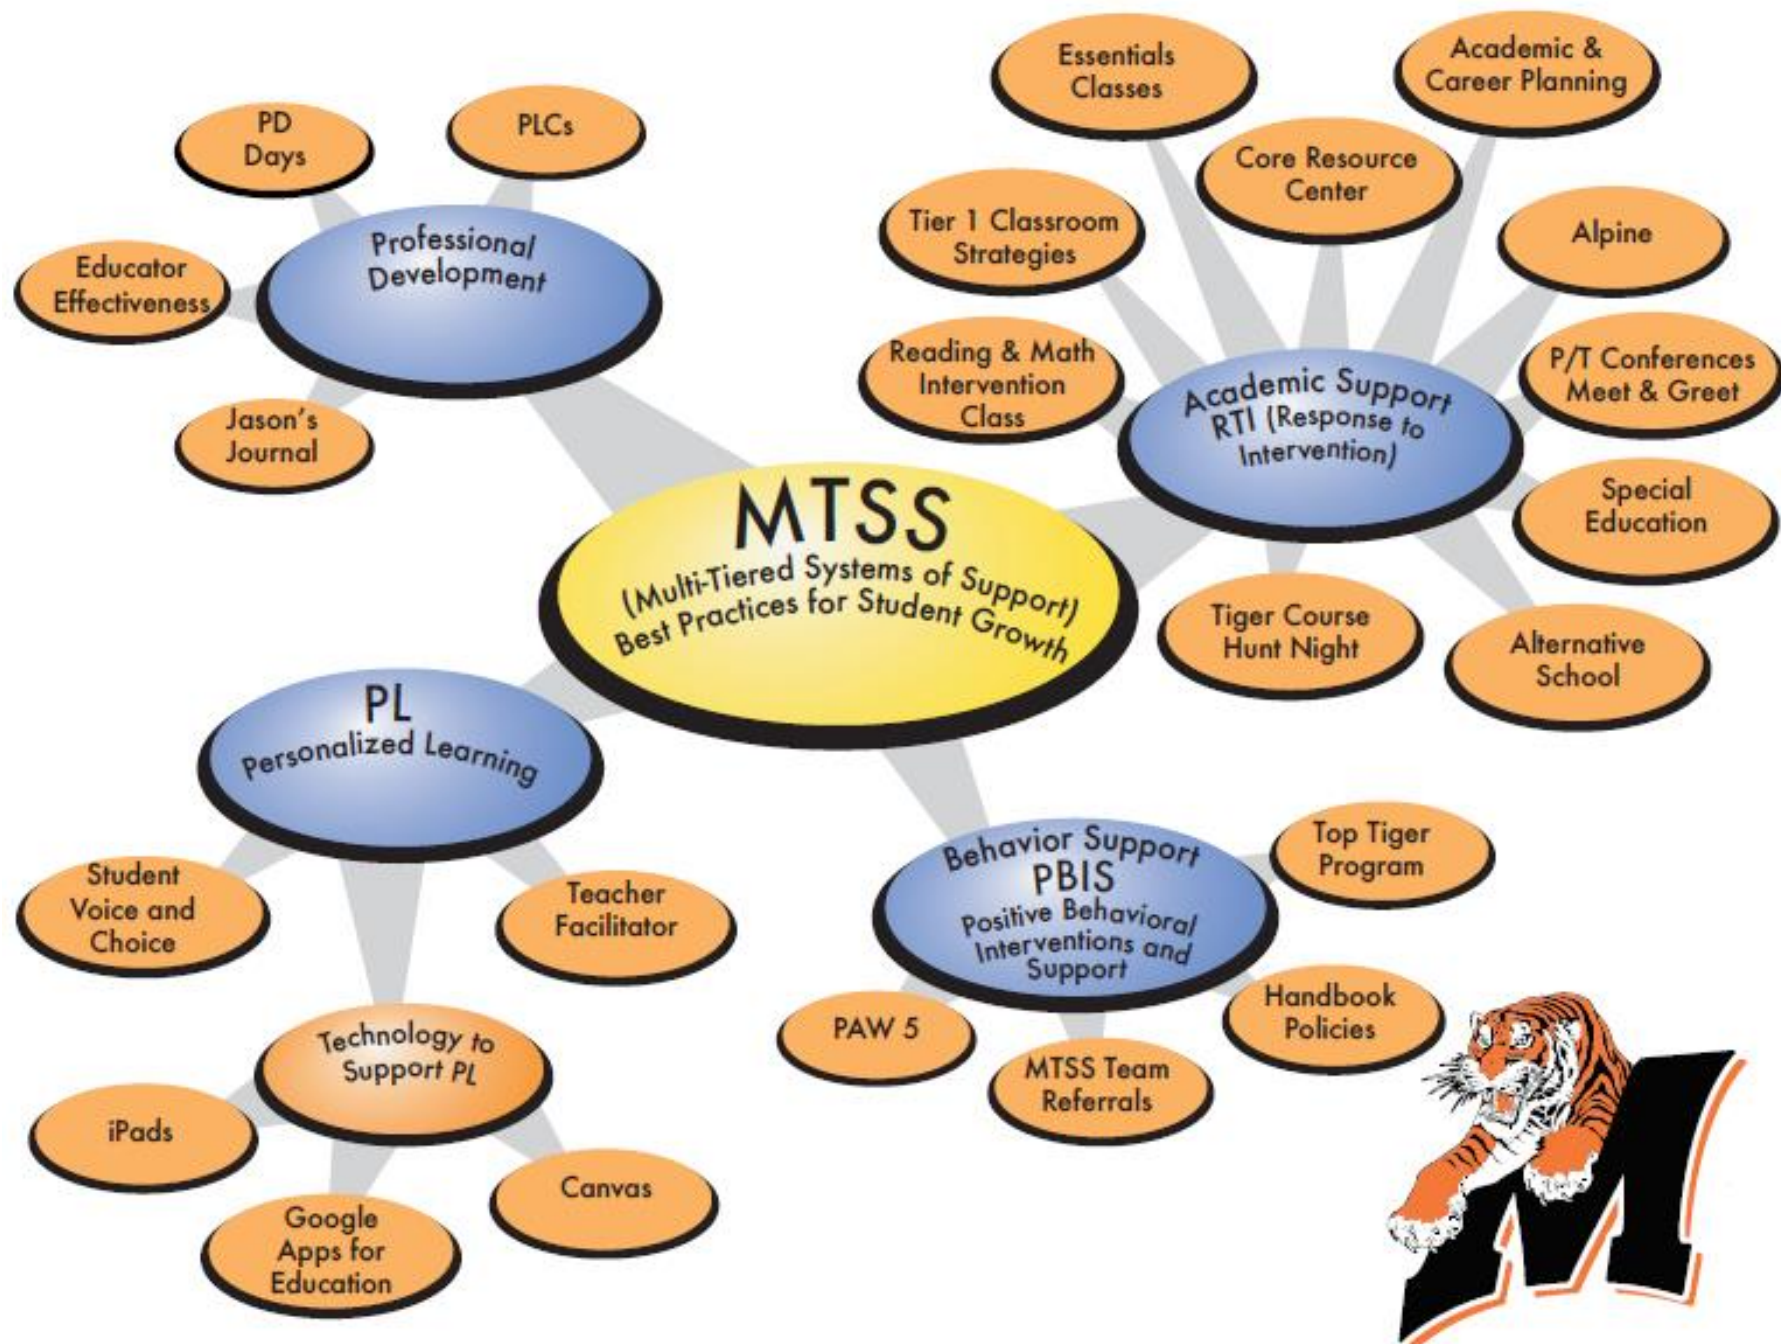 PD
Days
PLCs
Professional
Development
Educator
Effectiveness
Jason's
Journal
Essentials
Classes
Academic &
Career Planning
Core Resource
Center
Tier 1 Classroom
Strategies
Alpine
Reading & Math
Intervention
Class
Academic Support
RTI (Response to
Intervention)
P/T Conferences
Meet & Greet
Special
Education
Tiger Course
Hunt Night
Alternative
School
MTSS
(Multi-Tiered Systems of Support)
Best Practices for Student Growth
PL
Personalized Learning
Student
Voice and
Choice
Teacher
Facilitator
Technology to
Support PL
iPads
Google
Apps for
Education
Canvas
Behavior Support
PBIS
Positive Behavioral
Interventions and
Support
Top Tiger
Program
PAW 5
MTSS Team
Referrals
Handbook
Policies
M